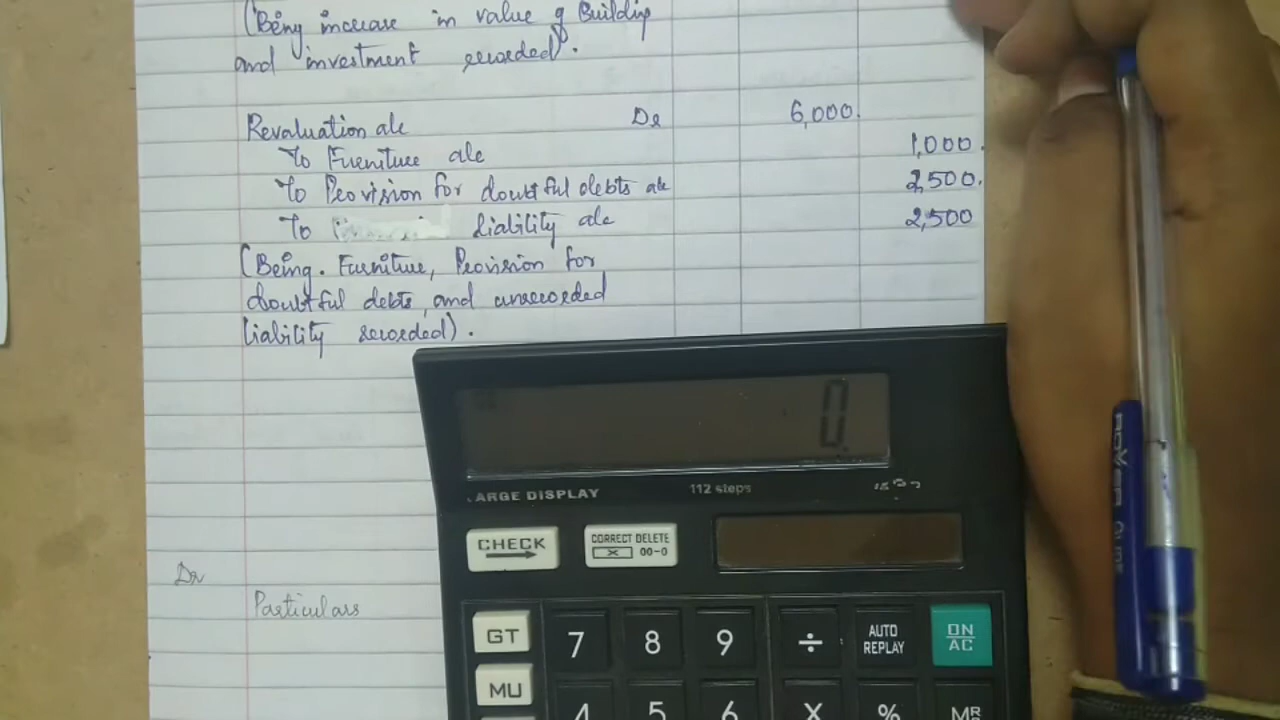 (Being increase in value of Building
and investment recorded).
Revaluation a/c Dr 6,000.
To Furniture a/c 1,000.
To Provision for doubtful debts a/c 2,500.
To liability a/c 2,500
(Being. Furniture, Provision for
doubtful debts, and unrecorded
liability recorded).
Dr
Particulars
0.
ARGE DISPLAY 112 steps
CHECK CORRECT DELETE 00-0
GT 7 8 9 ÷ AUTO REPLAY ON/AC
MU 4 5 6 X % MR